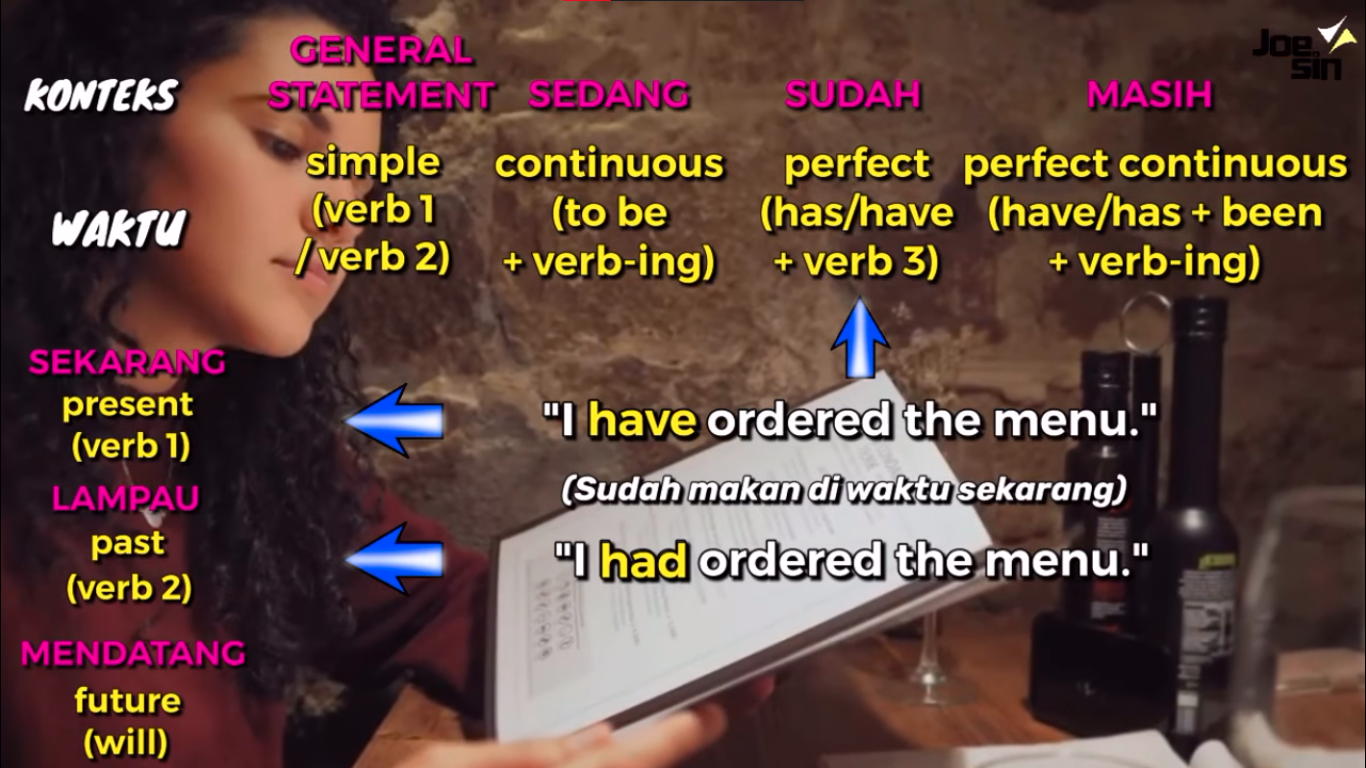 GENERAL
STATEMENT
KONTEKS
SEDANG
SUDAH
MASIH
simple
(verb 1
/ verb 2)
continuous
(to be
+ verb-ing)
perfect
(has/have
+ verb 3)
perfect continuous
(have/has + been
+ verb-ing)
WAKTU
SEKARANG
present
(verb 1)
"I have ordered the menu."
(Sudah makan di waktu sekarang)
LAMPAU
past
(verb 2)
"I had ordered the menu."
MENDATANG
future
(will)
Joe,
sin